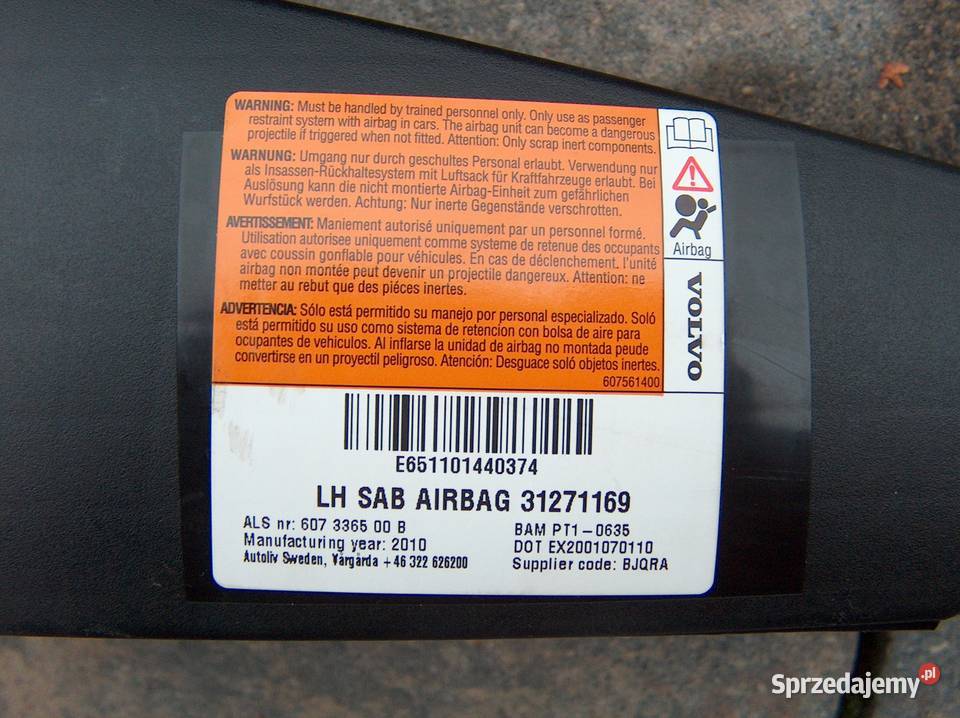 WARNING: Must be handled by trained personnel only. Only use as passenger
restraint system with airbag in cars. The airbag unit can become a dangerous
projectile if triggered when not fitted. Attention: Only scrap inert components.
WARNUNG: Umgang nur durch geschultes Personal erlaubt. Verwendung nur
als Insassen-Rückhaltesystem mit Luftsack für Kraftfahrzeuge erlaubt. Bei
Auslösung kann die nicht montierte Airbag-Einheit zum gefährlichen
Wurfstück werden. Achtung: Nur inerte Gegenstände verschrotten.
AVERTISSEMENT: Maniement autorisé uniquement par un personnel formé.
Utilisation autorisee uniquement comme systeme de retenue des occupants
avec coussin gonflable pour véhicules. En cas de déclenchement. l'unité
airbag non montée peut devenir un projectile dangereux. Attention: ne
metter au rebut que des piéces inertes.
ADVERTENCIA: Sólo está permitido su manejo por personal especializado. Soló
está permitido su uso como sistema de retencion con bolsa de aire para
ocupantes de vehiculos. Al inflarse la unidad de airbag no montada peude
convertirse en un proyectil peligroso. Atención: Desguace soló objetos inertes.
607561400
Airbag
VOLVO
E651101440374
LH SAB AIRBAG 31271169
ALS nr: 607 3365 00 B
Manufacturing year: 2010
Autoliv Sweden, Vårgårda +46 322 626200
BAM PT1-0635
DOT EX2001070110
Supplier code: BJQRA
Sprzedajemy.pl